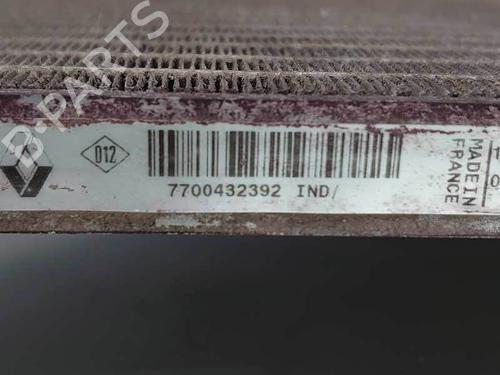 B-PARTS
D12
7700432392 IND/
MADE IN
FRANCE